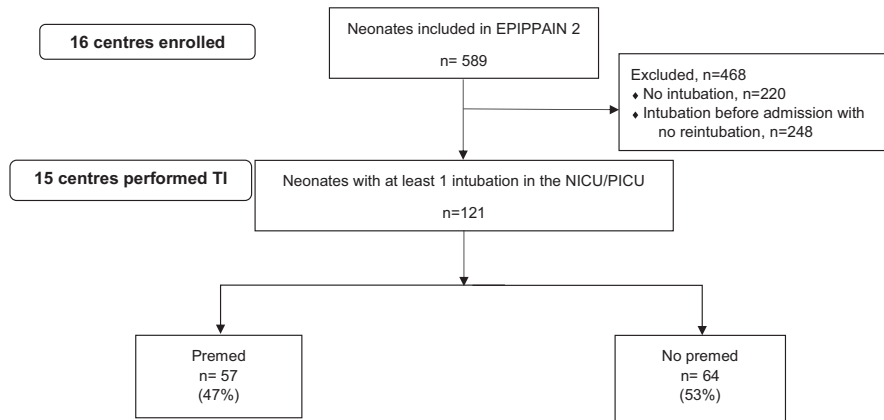 16 centres enrolled
Neonates included in EPIPPAIN 2
n= 589
Excluded, n=468
♦ No intubation, n=220
♦ Intubation before admission with
no reintubation, n=248
15 centres performed TI
Neonates with at least 1 intubation in the NICU/PICU
n=121
Premed
n= 57
(47%)
No premed
n= 64
(53%)